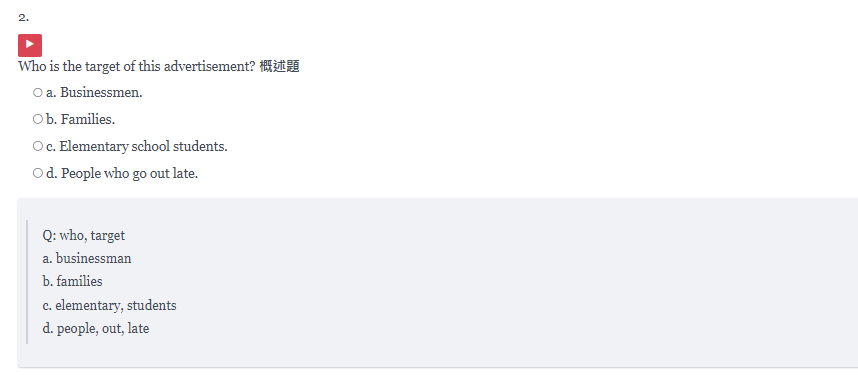 2.
Who is the target of this advertisement? 概述題
a. Businessmen.
b. Families.
c. Elementary school students.
d. People who go out late.
Q: who, target
a. businessman
b. families
c. elementary, students
d. people, out, late